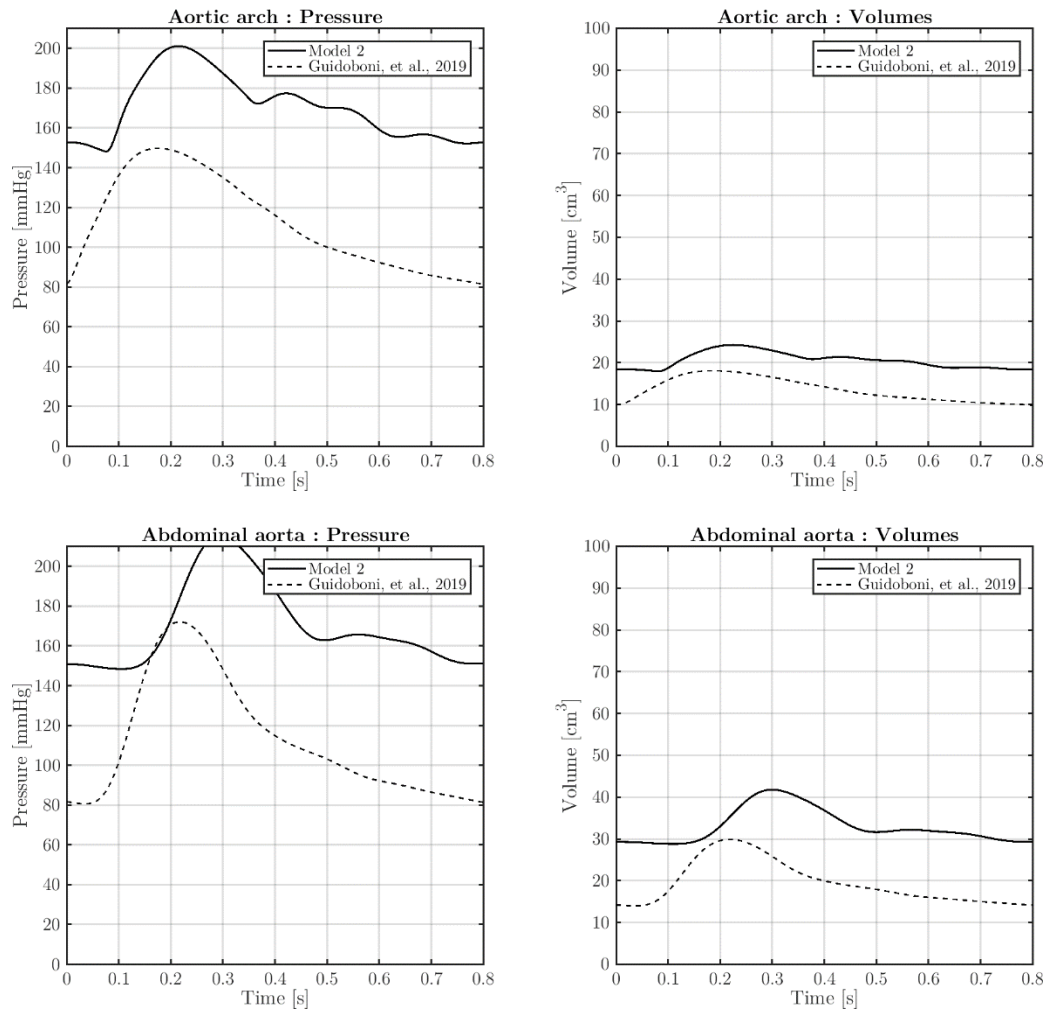 Aortic arch : Pressure
Pressure [mmHg]
200
180
160
140
120
100
80
60
40
20
0
Model 2
Guidoboni, et al., 2019
0 0.1 0.2 0.3 0.4 0.5 0.6 0.7 0.8
Time [s]
Aortic arch : Volumes
Volume [cm³]
100
90
80
70
60
50
40
30
20
10
0
Model 2
Guidoboni, et al., 2019
0 0.1 0.2 0.3 0.4 0.5 0.6 0.7 0.8
Time [s]
Abdominal aorta : Pressure
Pressure [mmHg]
200
180
160
140
120
100
80
60
40
20
0
Model 2
Guidoboni, et al., 2019
0 0.1 0.2 0.3 0.4 0.5 0.6 0.7 0.8
Time [s]
Abdominal aorta : Volumes
Volume [cm³]
100
90
80
70
60
50
40
30
20
10
0
Model 2
Guidoboni, et al., 2019
0 0.1 0.2 0.3 0.4 0.5 0.6 0.7 0.8
Time [s]